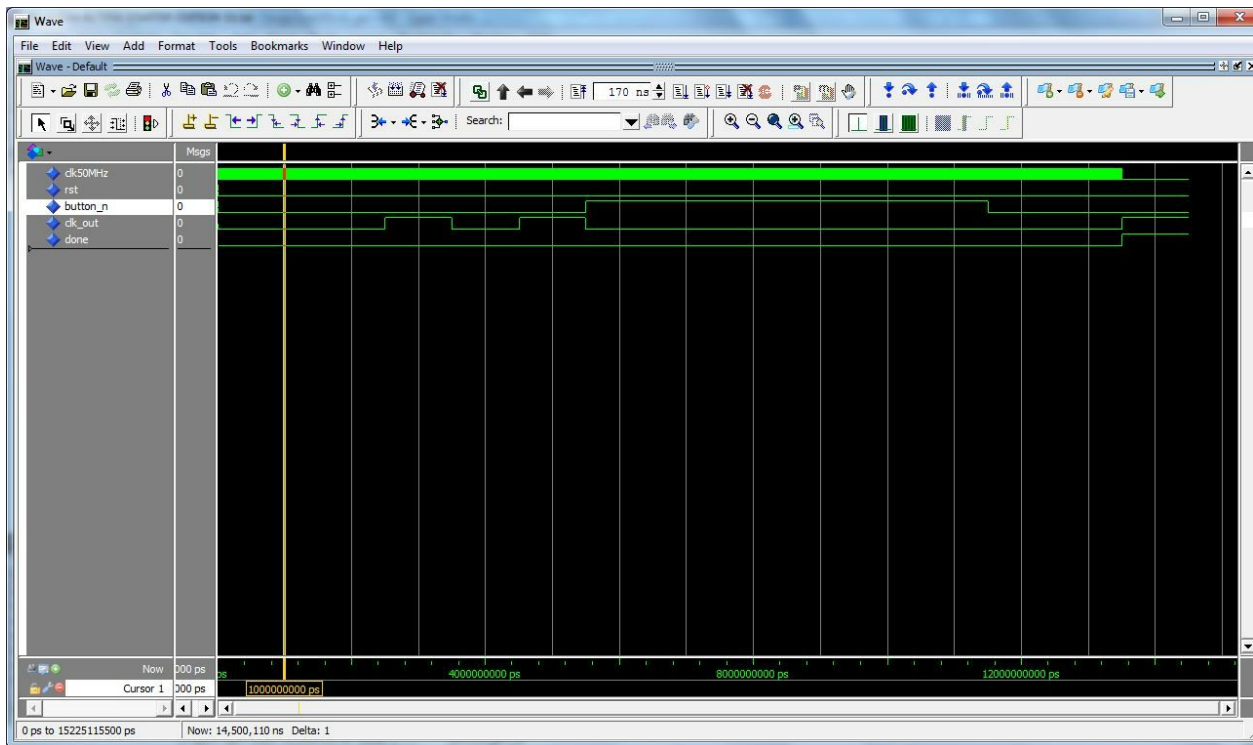 Wave
File Edit View Add Format Tools Bookmarks Window Help
Wave - Default
170 ns
Search:
Msgs
clk50MHz 0
rst 0
button_n 0
clk_out 0
done 0
Now 000 ps
ps 4000000000 ps 8000000000 ps 12000000000 ps
Cursor 1 000 ps
1000000000 ps
0 ps to 15225115500 ps Now: 14,500,110 ns Delta: 1